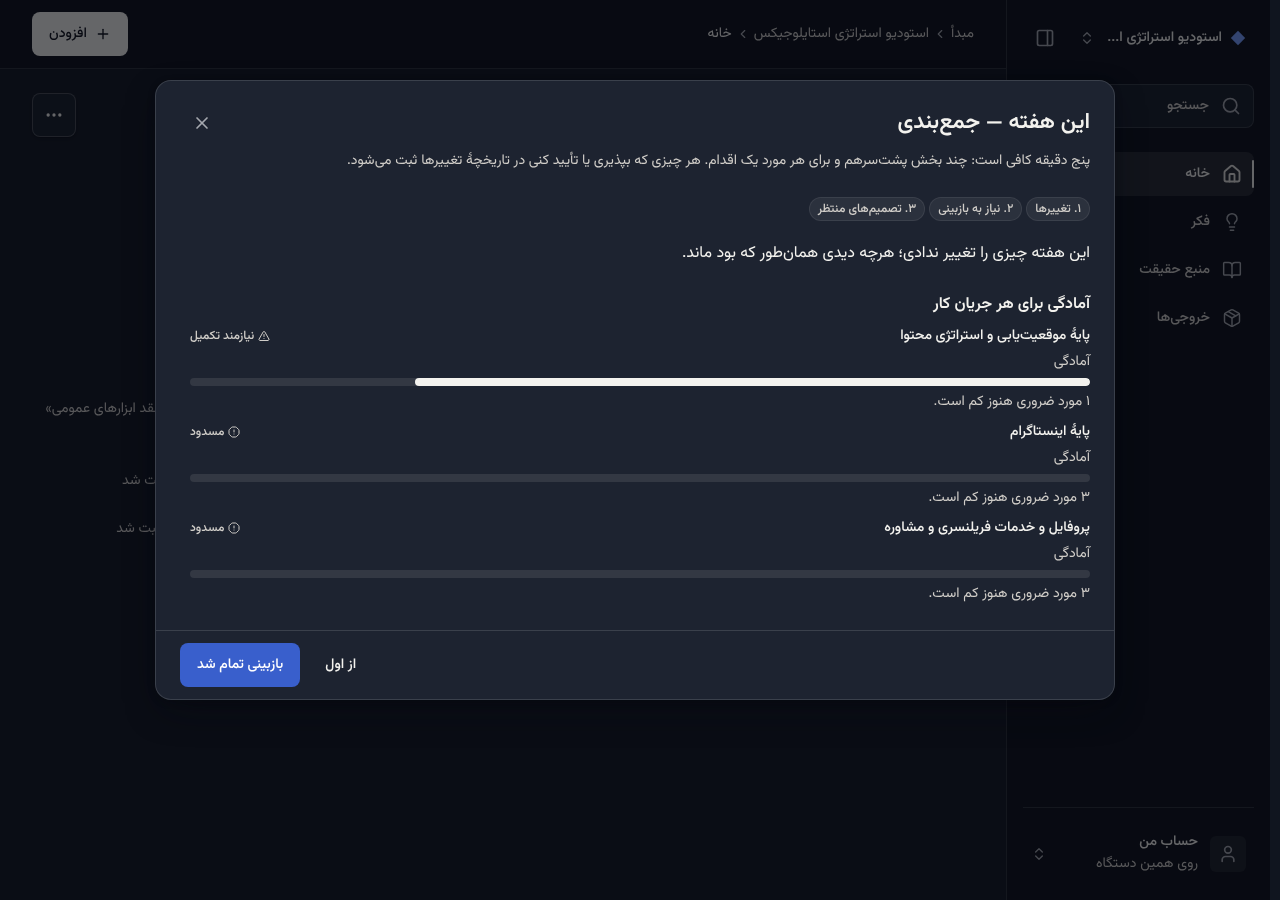 استودیو استراتژی ا...
مبدأ › استودیو استراتژی استایلوجیکس › خانه
افزودن
جستجو
خانه
فکر
منبع حقیقت
خروجی‌ها
این هفته — جمع‌بندی
پنج دقیقه کافی است: چند بخش پشت‌سرهم و برای هر مورد یک اقدام. هر چیزی که بپذیری یا تأیید کنی در تاریخچهٔ تغییرها ثبت می‌شود.
۱. تغییرها
۲. نیاز به بازبینی
۳. تصمیم‌های منتظر
این هفته چیزی را تغییر ندادی؛ هرچه دیدی همان‌طور که بود ماند.
آمادگی برای هر جریان کار
پایهٔ موقعیت‌یابی و استراتژی محتوا
نیازمند تکمیل
آمادگی
۱ مورد ضروری هنوز کم است.
پایهٔ اینستاگرام
مسدود
آمادگی
۳ مورد ضروری هنوز کم است.
پروفایل و خدمات فریلنسری و مشاوره
مسدود
آمادگی
۳ مورد ضروری هنوز کم است.
از اول
بازبینی تمام شد
ابزارهای عمومی»
شد
شد
حساب من
روی همین دستگاه